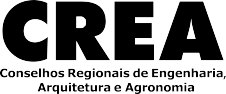 CREA
Conselhos Regionais de Engenharia,
Arquitetura e Agronomia